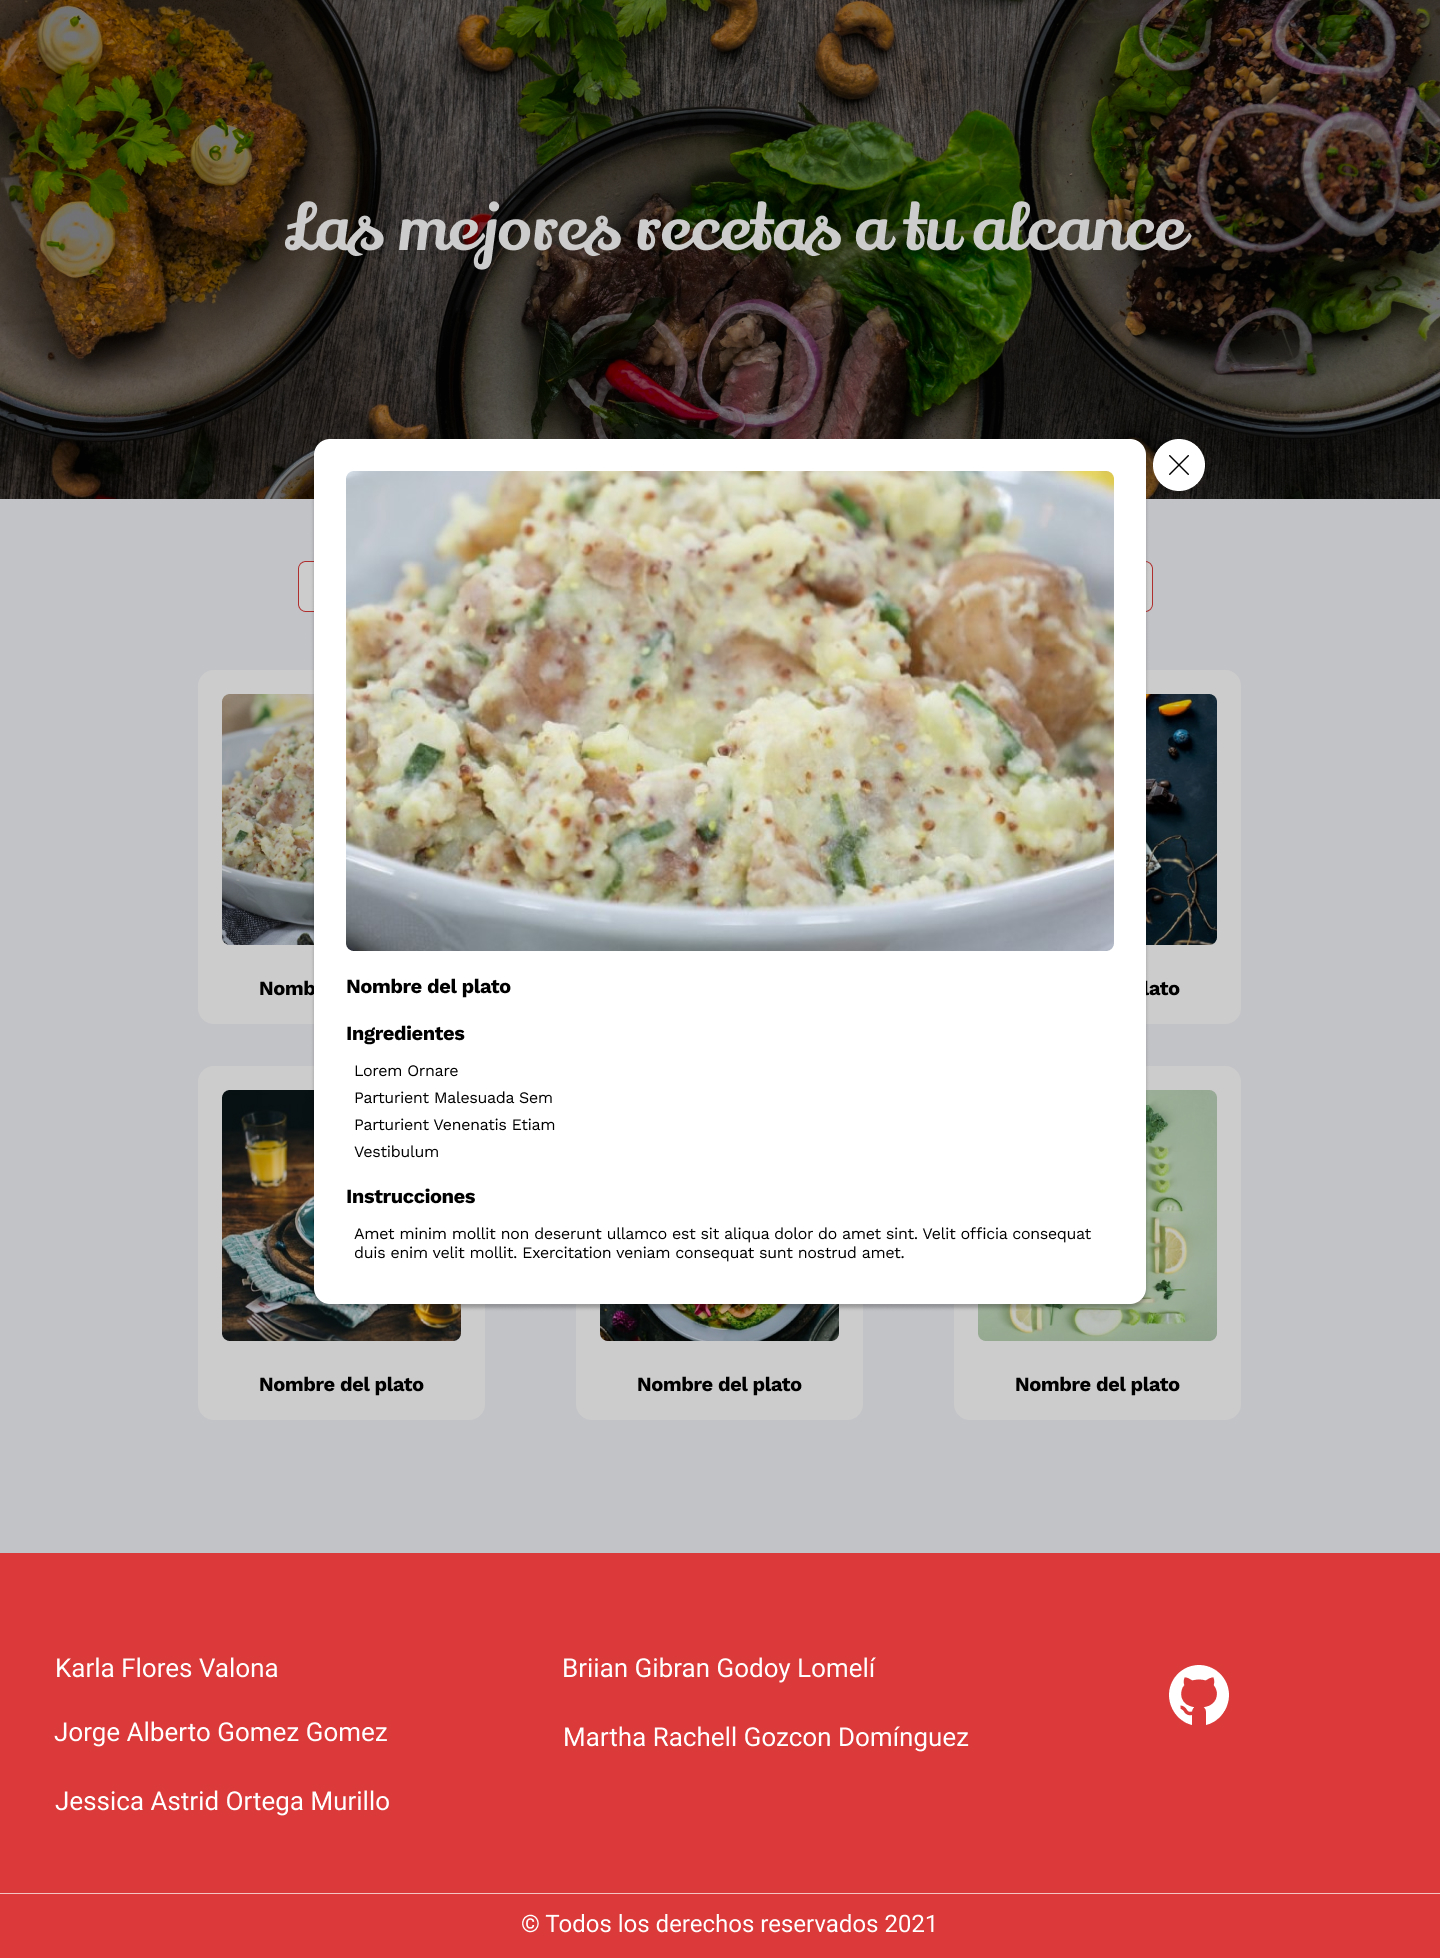 Las mejores recetas a tu alcance
Nombre del plato
Ingredientes
Lorem Ornare
Parturient Malesuada Sem
Parturient Venenatis Etiam
Vestibulum
Instrucciones
Amet minim mollit non deserunt ullamco est sit aliqua dolor do amet sint. Velit officia consequat
duis enim velit mollit. Exercitation veniam consequat sunt nostrud amet.
Nomb
lato
Nombre del plato
Nombre del plato
Nombre del plato
Karla Flores Valona
Jorge Alberto Gomez Gomez
Jessica Astrid Ortega Murillo
Briian Gibran Godoy Lomelí
Martha Rachell Gozcon Domínguez
© Todos los derechos reservados 2021